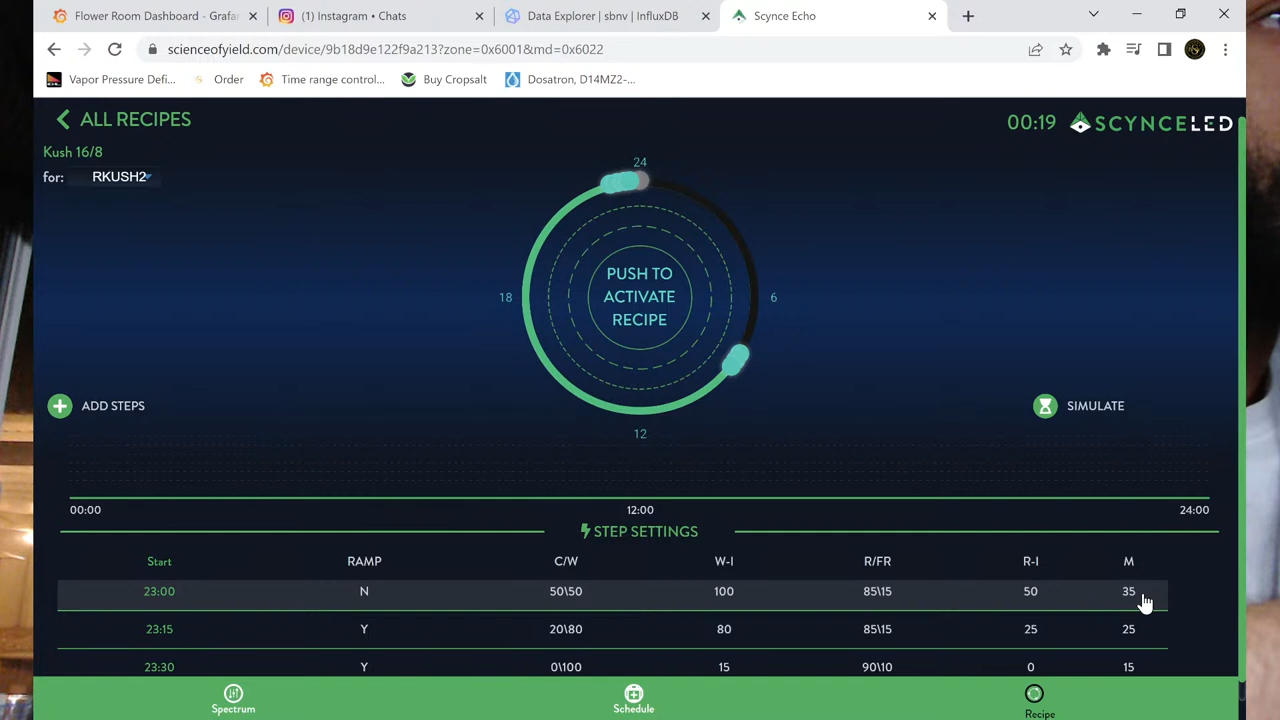 Flower Room Dashboard - Grafar
(1) Instagram • Chats
Data Explorer | sbnv | InfluxDB
Scynce Echo
scienceofyield.com/device/9b18d9e122f9a213?zone=0x6001&md=0x6022
Vapor Pressure Defi...
Order
Time range control...
Buy Cropsalt
Dosatron, D14MZ2-...
ALL RECIPES
00:19
SCYNCELED
Kush 16/8
for: RKUSH2
24
18
6
12
PUSH TO
ACTIVATE
RECIPE
ADD STEPS
SIMULATE
00:00 12:00 24:00
STEP SETTINGS
Start RAMP C/W W-I R/FR R-I M
23:00 N 50\50 100 85\15 50 35
23:15 Y 20\80 80 85\15 25 25
23:30 Y 0\100 15 90\10 0 15
Spectrum
Schedule
Recipe